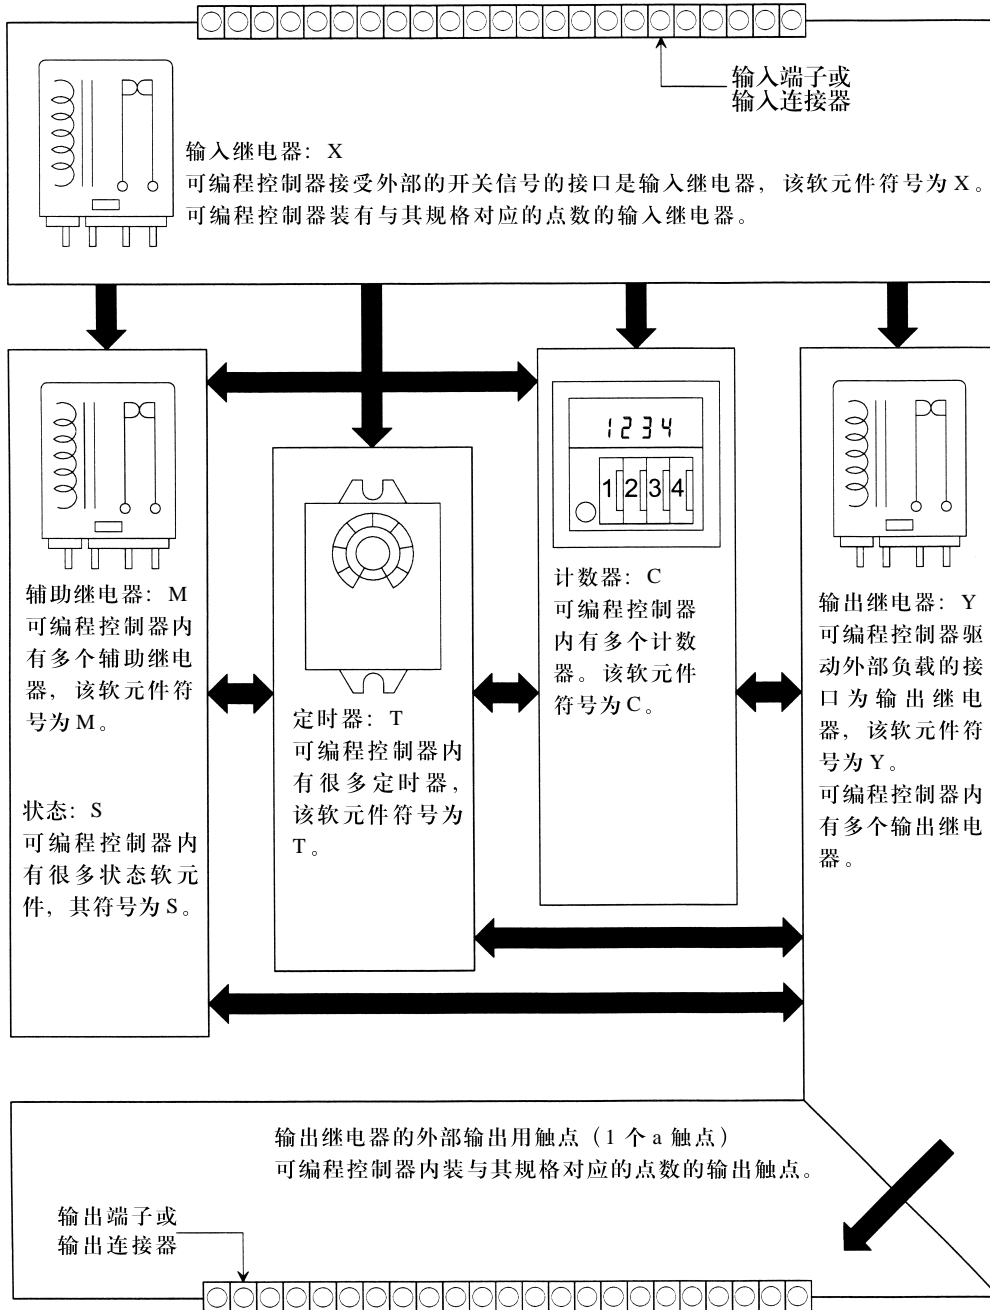 输入端子或
输入连接器
输入继电器：X
可编程控制器接受外部的开关信号的接口是输入继电器，该软元件符号为X。
可编程控制器装有与其规格对应的点数的输入继电器。
辅助继电器：M
可编程控制器内
有多个辅助继电
器，该软元件符
号为M。
状态：S
可编程控制器内
有很多状态软元
件，其符号为S。
定时器：T
可编程控制器内
有很多定时器，
该软元件符号为
T。
1234
1 2 3 4
计数器：C
可编程控制器
内有多个计数
器。该软元件
符号为C。
输出继电器：Y
可编程控制器驱
动外部负载的接
口为输出继电
器，该软元件符
号为Y。
可编程控制器内
有多个输出继电
器。
输出继电器的外部输出用触点（1个a触点）
可编程控制器内装与其规格对应的点数的输出触点。
输出端子或
输出连接器